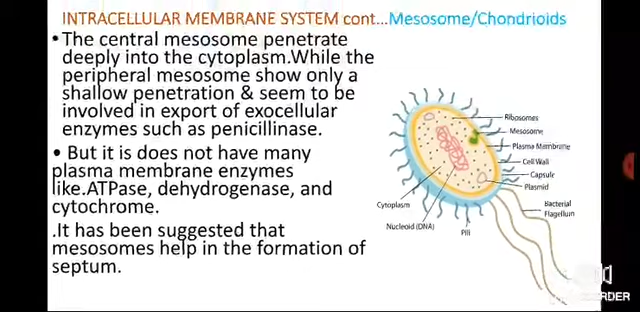 INTRACELLULAR MEMBRANE SYSTEM cont...Mesosome/Chondrioids
• The central mesosome penetrate
deeply into the cytoplasm.While the
peripheral mesosome show only a
shallow penetration & seem to be
involved in export of exocellular
enzymes such as penicillinase.
• But it is does not have many
plasma membrane enzymes
like.ATPase, dehydrogenase, and
cytochrome.
.It has been suggested that
mesosomes help in the formation of
septum.
Ribosomes
Mesosome
Plasma Membrane
Cell Wall
Capsule
Plasmid
Cytoplasm
Bacterial
Flagellum
Nucleoid (DNA)
Pili